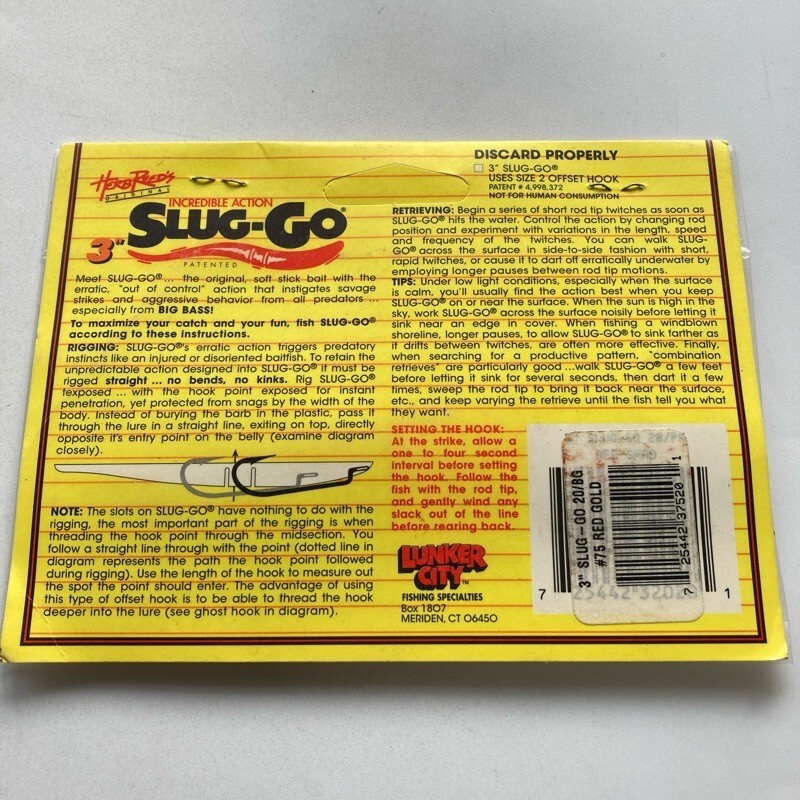 HERB REED'S
ORIGINAL
INCREDIBLE ACTION
3" SLUG-GO®
PATENTED
Meet SLUG-GO® ... the original, soft stick bait with the
erratic, "out of control" action that instigates savage
strikes and aggressive behavior from all predators ...
especially from BIG BASS!
To maximize your catch and your fun, fish SLUG-GO®
according to these instructions.
RIGGING: SLUG-GO®'s erratic action triggers predatory
instincts like an injured or disoriented baitfish. To retain the
unpredictable action designed into SLUG-GO® it must be
rigged straight ... no bends, no kinks. Rig SLUG-GO®
texposed ... with the hook point exposed for instant
penetration, yet protected from snags by the width of the
body. Instead of burying the barb in the plastic, pass it
through the lure in a straight line, exiting on top, directly
opposite it's entry point on the belly (examine diagram
closely).
NOTE: The slots on SLUG-GO® have nothing to do with the
rigging, the most important part of the rigging is when
threading the hook point through the midsection. You
follow a straight line through with the point (dotted line in
diagram represents the path the hook point followed
during rigging). Use the length of the hook to measure out
the spot the point should enter. The advantage of using
this type of offset hook is to be able to thread the hook
deeper into the lure (see ghost hook in diagram).
DISCARD PROPERLY
3" SLUG-GO®
USES SIZE 2 OFFSET HOOK
PATENT # 4,998,372
NOT FOR HUMAN CONSUMPTION
RETRIEVING: Begin a series of short rod tip twitches as soon as
SLUG-GO® hits the water. Control the action by changing rod
position and experiment with variations in the length, speed
and frequency of the twitches. You can walk SLUG-
GO® across the surface in side-to-side fashion with short,
rapid twitches, or cause it to dart off erratically underwater by
employing longer pauses between rod tip motions.
TIPS: Under low light conditions, especially when the surface
is calm, you'll usually find the action best when you keep
SLUG-GO® on or near the surface. When the sun is high in the
sky, work SLUG-GO® across the surface noisily before letting it
sink near an edge in cover. When fishing a windblown
shoreline, longer pauses, to allow SLUG-GO® to sink farther as
it drifts between twitches, are often more effective. Finally,
when searching for productive pattern, "combination
retrieves" are particularly good ...walk SLUG-GO® a few feet
before letting it sink for several seconds, then dart it a few
times, sweep the rod tip to bring it back near the surface,
etc., and keep varying the retrieve until the fish tell you what
they want.
SETTING THE HOOK:
At the strike, allow a
one to four second
interval before setting
the hook. Follow the
fish with the rod tip,
and gently wind any
slack out of the line
before rearing back.
LUNKER
CITY™
FISHING SPECIALTIES
Box 1807
MERIDEN, CT 06450
3" SLUG-GO 20/BG
#75 RED GOLD
7 25442 37520 1
7 1